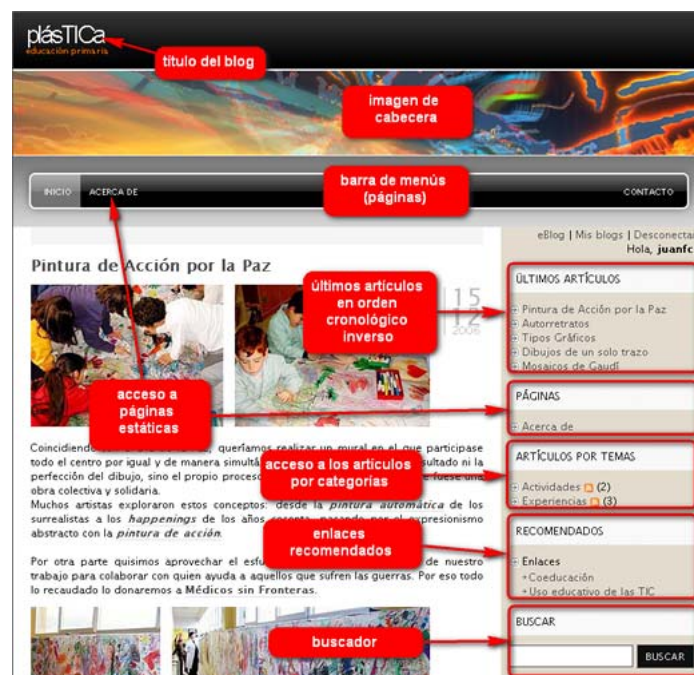 plásTICa
educación primaria
título del blog
imagen de
cabecera
barra de menús
(páginas)
INICIO ACERCA DE CONTACTO
eBlog | Mis blogs | Desconectar
Hola, juanfc
Pintura de Acción por la Paz
15
12
2006
últimos artículos
en orden
cronológico
inverso
ÚLTIMOS ARTÍCULOS
Pintura de Acción por la Paz
Autorretratos
Tipos Gráficos
Dibujos de un solo trazo
Mosaicos de Gaudí
acceso a
páginas
estáticas
PÁGINAS
Acerca de
acceso a los artículos
por categorías
ARTÍCULOS POR TEMAS
Actividades (2)
Experiencias (3)
enlaces
recomendados
RECOMENDADOS
Enlaces
+Coeducación
+Uso educativo de las TIC
buscador
BUSCAR
BUSCAR
Coincidiendo queríamos realizar un mural en el que participase
todo el centro por igual y de manera sultado ni la
perfección del dibujo, sino el propio proceso fuese una
obra colectiva y solidaria.
Muchos artistas exploraron estos conceptos: desde la pintura automática de los
surrealistas a los happenings de los años sesenta, pasando por el expresionismo
abstracto con la pintura de acción.
Por otra parte quisimos aprovechar el de nuestro
trabajo para colaborar con quien ayuda a aquellos que sufren las guerras. Por eso todo
lo recaudado lo donaremos a Médicos sin Fronteras.